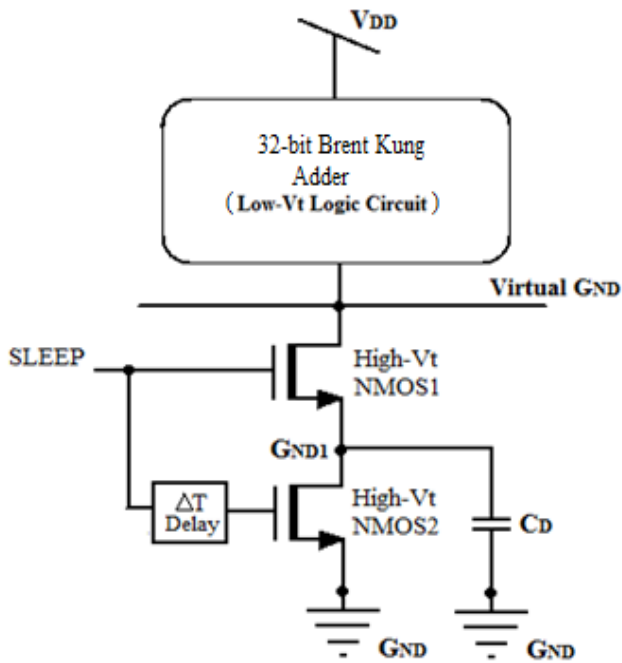 VDD
32-bit Brent Kung
Adder
(Low-Vt Logic Circuit)
Virtual GND
SLEEP
High-Vt
NMOS1
GND1
ΔT
Delay
High-Vt
NMOS2
CD
GND
GND